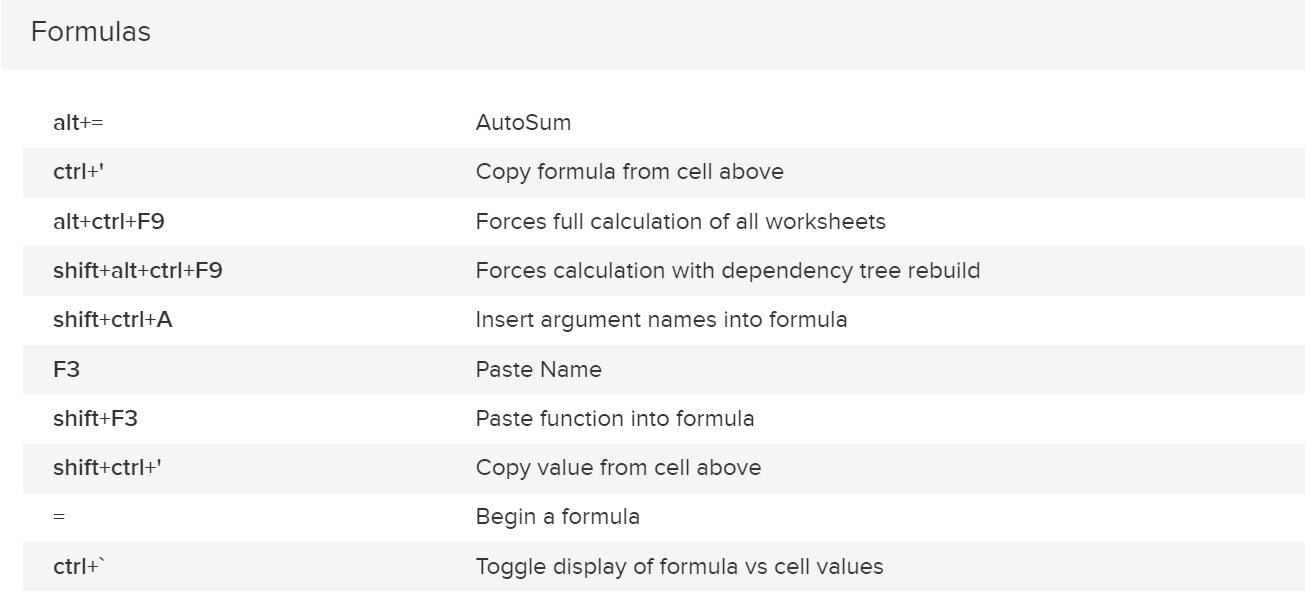 Formulas
alt+= AutoSum
ctrl+' Copy formula from cell above
alt+ctrl+F9 Forces full calculation of all worksheets
shift+alt+ctrl+F9 Forces calculation with dependency tree rebuild
shift+ctrl+A Insert argument names into formula
F3 Paste Name
shift+F3 Paste function into formula
shift+ctrl+' Copy value from cell above
= Begin a formula
ctrl+` Toggle display of formula vs cell values